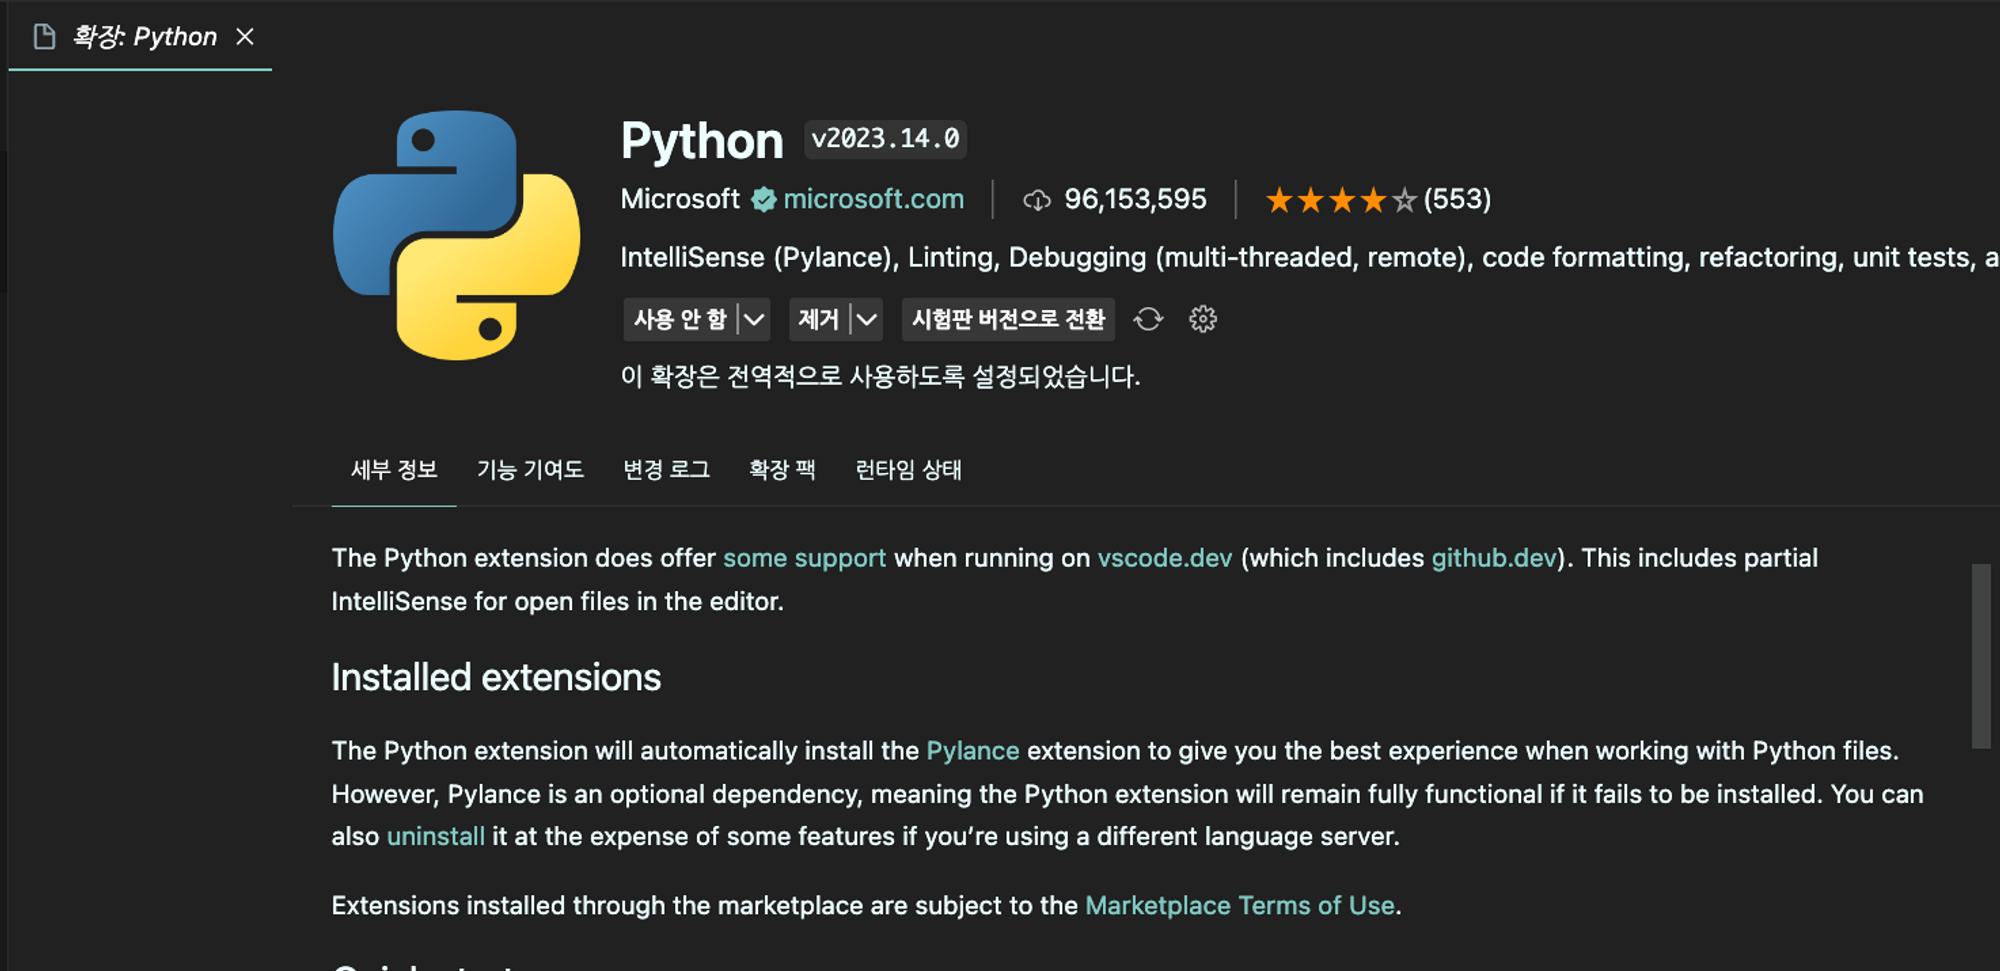 확장: Python
Python v2023.14.0
Microsoft microsoft.com 96,153,595 (553)
IntelliSense (Pylance), Linting, Debugging (multi-threaded, remote), code formatting, refactoring, unit tests, a
사용 안 함 제거 시험판 버전으로 전환
이 확장은 전역적으로 사용하도록 설정되었습니다.
세부 정보 기능 기여도 변경 로그 확장 팩 런타임 상태
The Python extension does offer some support when running on vscode.dev (which includes github.dev). This includes partial
IntelliSense for open files in the editor.
Installed extensions
The Python extension will automatically install the Pylance extension to give you the best experience when working with Python files.
However, Pylance is an optional dependency, meaning the Python extension will remain fully functional if it fails to be installed. You can
also uninstall it at the expense of some features if you’re using a different language server.
Extensions installed through the marketplace are subject to the Marketplace Terms of Use.